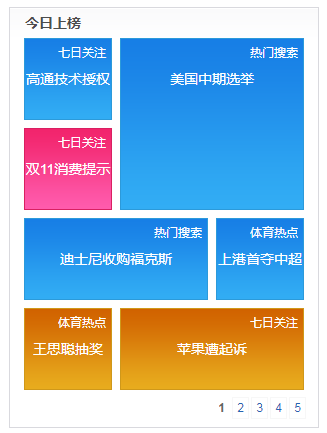 今日上榜
七日关注
高通技术授权
热门搜索
美国中期选举
七日关注
双11消费提示
热门搜索
迪士尼收购福克斯
体育热点
上港首夺中超
体育热点
王思聪抽奖
七日关注
苹果遭起诉
1 2 3 4 5